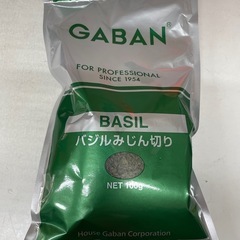 GABAN®
FOR PROFESSIONAL
SINCE 1954
BASIL
バジルみじん切り
NET 100g
House Gaban Corporation